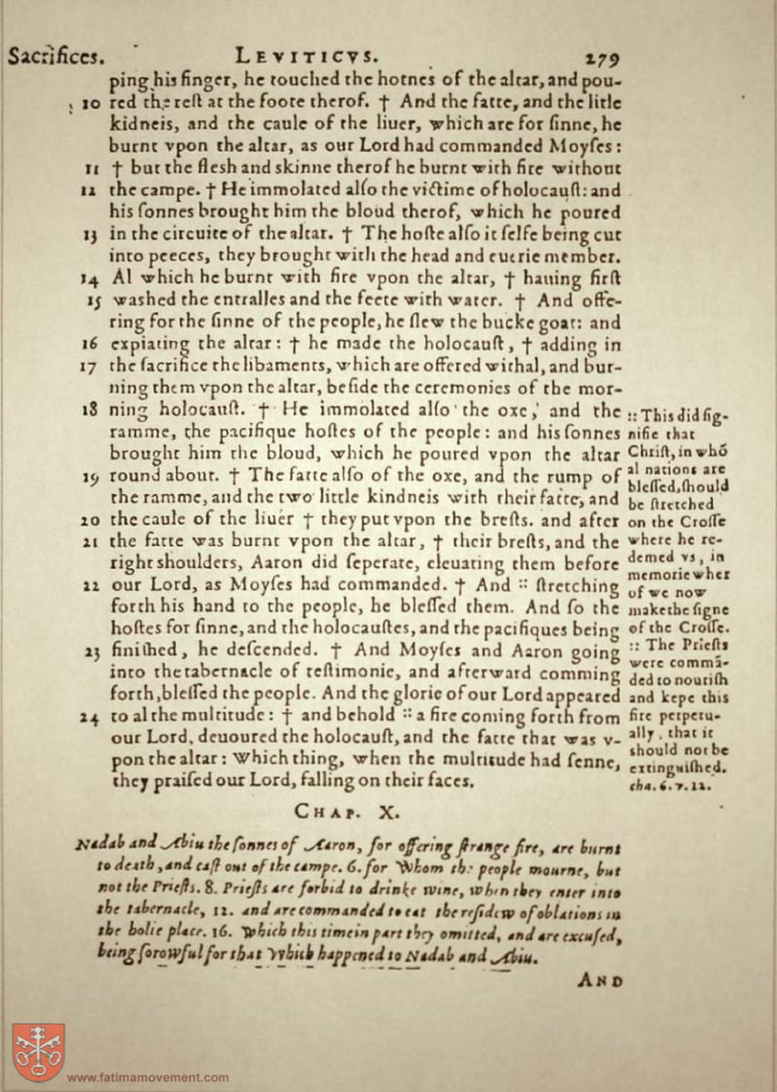 Sacrifices. LEVITICVS. 279
ping his finger, he touched the hornes of the altar, and pou-
10 red the rest at the foote therof. † And the fatte, and the litle
kidneis, and the caule of the liuer, which are for sinne, he
burnt vpon the altar, as our Lord had commanded Moyses:
11 † but the flesh and skinne therof he burnt with fire without
12 the campe. † He immolated also the victime of holocaust: and
his sonnes brought him the bloud therof, which he poured
13 in the circuite of the altar. † The hoste also it selfe being cut
into peeces, they brought with the head and euerie member.
14 Al which he burnt with fire vpon the altar, † hauing first
15 washed the entralles and the feete with water. † And offe-
ring for the sinne of the people, he slew the bucke goat: and
16 expiating the altar: † he made the holocaust, † adding in
17 the sacrifice the libaments, which are offered withal, and bur-
ning them vpon the altar, beside the ceremonies of the mor-
18 ning holocaust. † He immolated also the oxe, and the
ramme, the pacifique hostes of the people: and his sonnes
brought him the bloud, which he poured vpon the altar
19 round about. † The fatte also of the oxe, and the rump of
the ramme, and the two little kindneis with their fatte, and
20 the caule of the liuer † they put vpon the brests. and after
21 the fatte was burnt vpon the altar, † their brests, and the
right shoulders, Aaron did seperate, eleuating them before
22 our Lord, as Moyses had commanded. † And :: stretching
forth his hand to the people, he blessed them. And so the
hostes for sinne, and the holocaustes, and the pacifiques being
23 finished, he descended. † And Moyses and Aaron going
into the tabernacle of testimonie, and afterward comming
forth, blessed the people. And the glorie of our Lord appeared
24 to al the multitude: † and behold :: a fire coming forth from
our Lord, deuoured the holocaust, and the fatte that was v-
pon the altar: Which thing, when the multitude had senne,
they praised our Lord, falling on their faces.
:: This did sig-
nifie that
Christ, in whō
al nations are
blessed, should
be stretched
on the Crosse
where he re-
demed vs, in
memorie wher
of we now
make the signe
of the Crosse.
:: The Priests
were commā-
ded to nourish
and kepe this
fire perpetu-
ally, that it
should not be
extinguished.
cha. 6. v. 12.
CHAP. X.
Nadab and Abiu the sonnes of Aaron, for offering strange fire, are burnt
to death, and cast out of the campe. 6. for Whom the people mourne, but
not the Priests. 8. Priests are forbid to drinke wine, when they enter into
the tabernacle, 12. and are commanded to eat the residew of oblations in
the holie place. 16. Which this time in part they omitted, and are excused,
being sorowful for that Which happened to Nadab and Abiu.
AND
www.fatimamovement.com